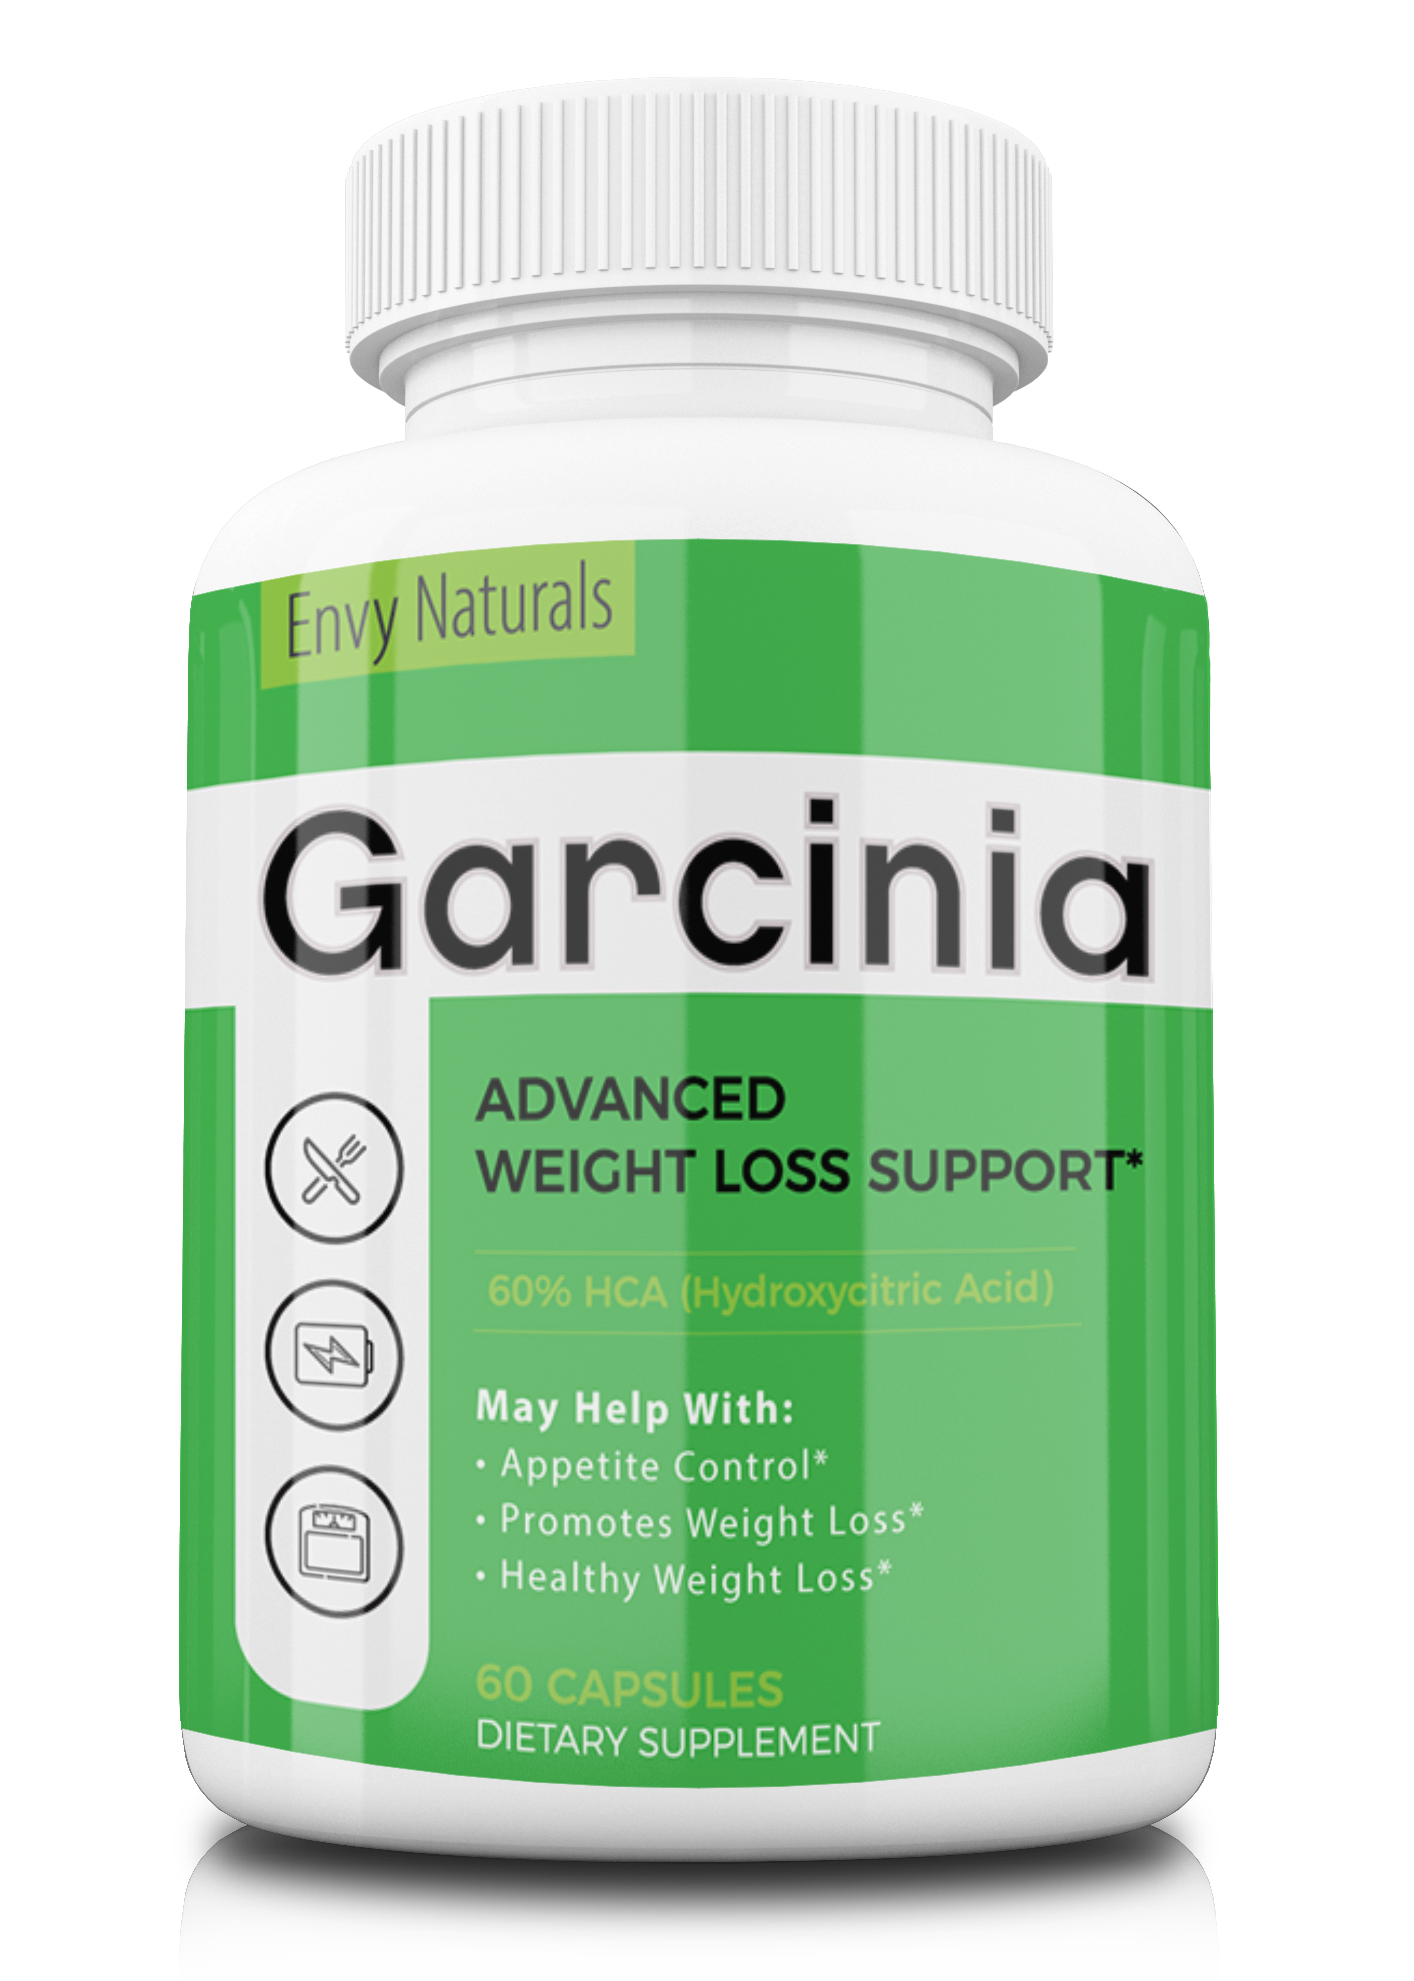 Envy Naturals
Garcinia
ADVANCED
WEIGHT LOSS SUPPORT*
60% HCA (Hydroxycitric Acid)
May Help With:
• Appetite Control*
• Promotes Weight Loss*
• Healthy Weight Loss*
60 CAPSULES
DIETARY SUPPLEMENT